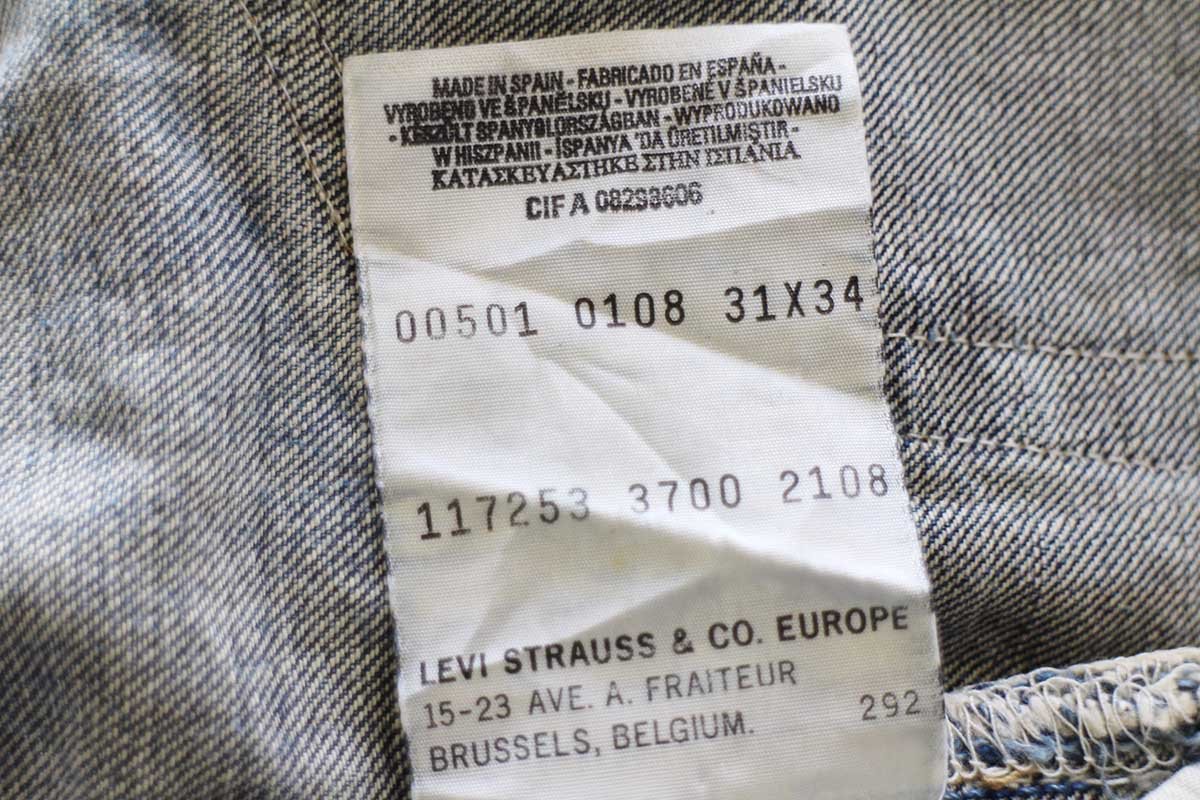 MADE IN SPAIN - FABRICADO EN ESPAÑA -
VYROBENO VE ŠPANĚLSKU - VYROBENÉ V ŠPANIELSKU
- KÉSZÜLT SPANYOLORSZÁGBAN - WYPRODUKOWANO
W HISZPANII - İSPANYA 'DA ÜRETILMIŞTIR -
ΚΑΤΑΣΚΕΥΑΣΤΗΚΕ ΣΤΗΝ ΙΣΠΑΝΙΑ
CIF A 08298606
00501 0108 31X34
117253 3700 2108
LEVI STRAUSS & CO. EUROPE
15-23 AVE. A. FRAITEUR
BRUSSELS, BELGIUM. 292